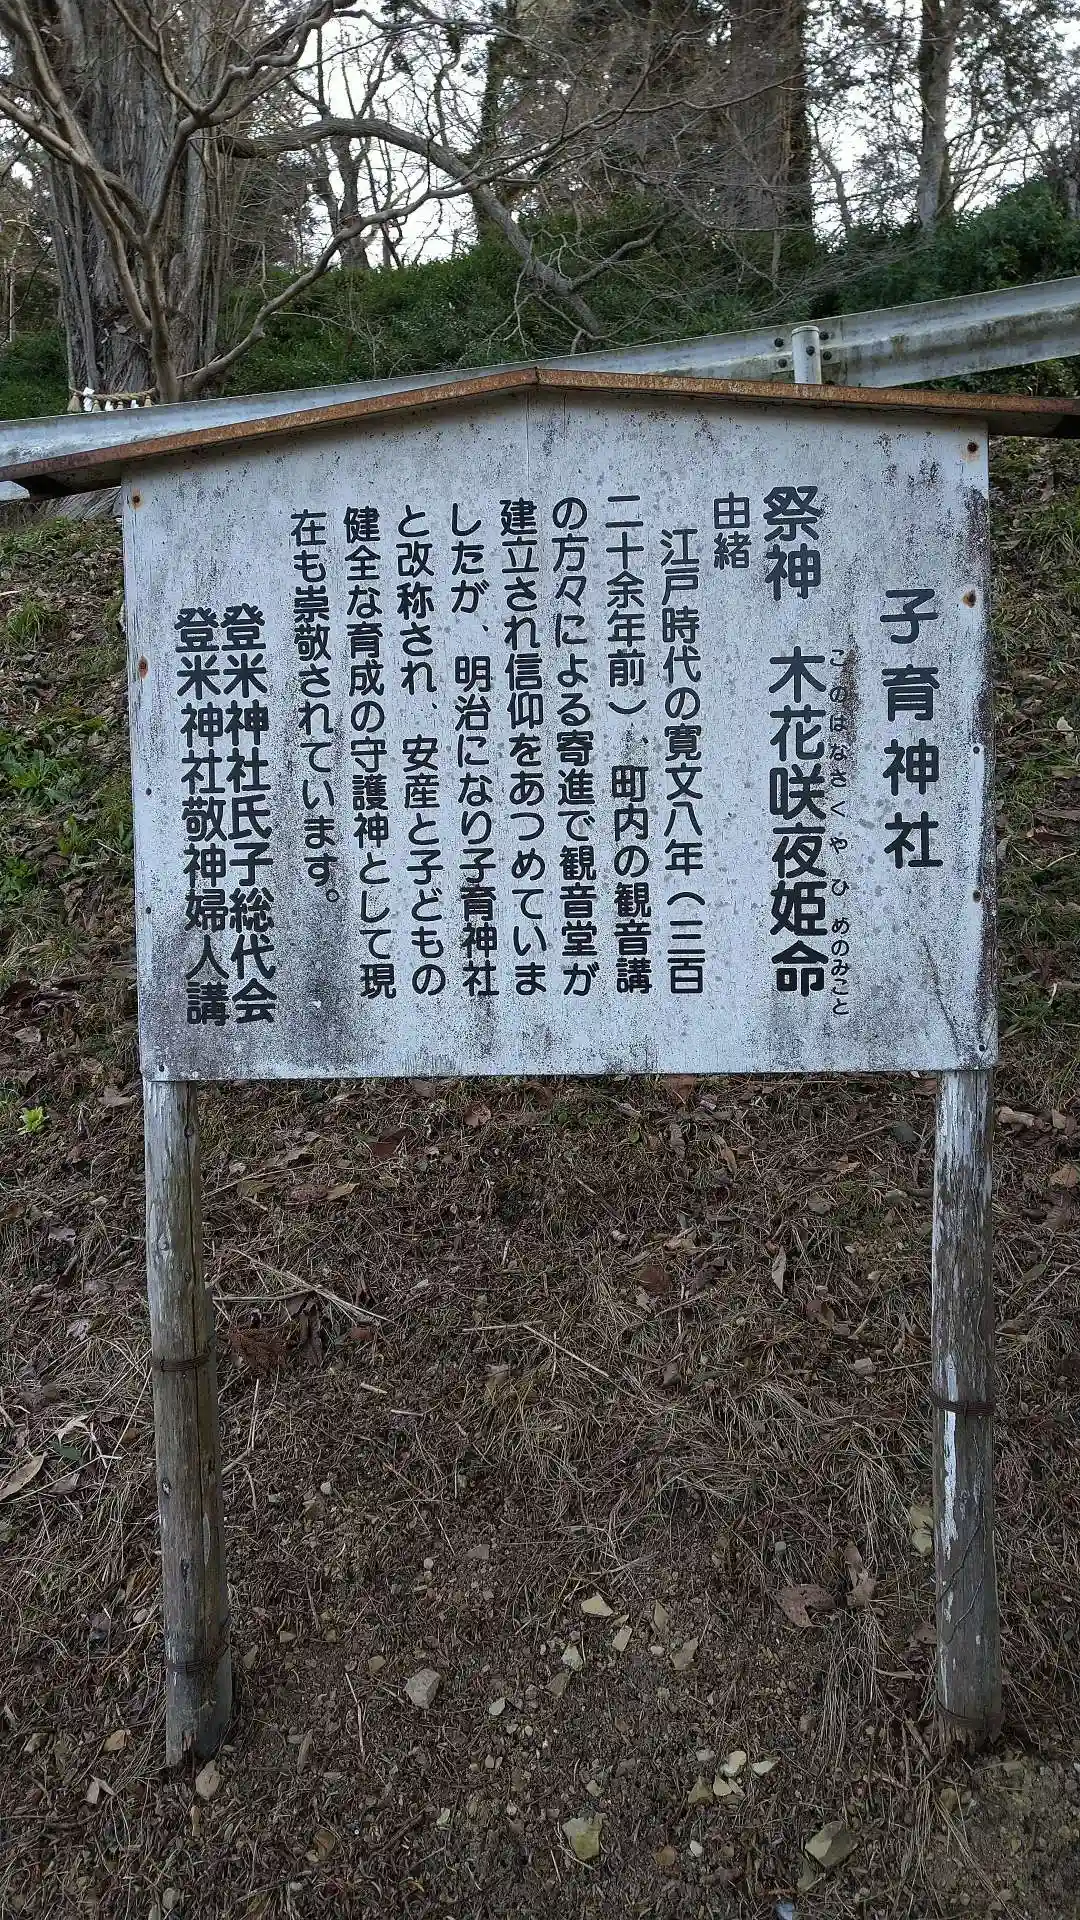 子育神社
祭神 木花咲夜姫命
このはなさくやひめのみこと
由緒
江戸時代の寛文八年（三百
二十余年前）、町内の観音講
の方々による寄進で観音堂が
建立され信仰をあつめていま
したが、明治になり子育神社
と改称され、安産と子どもの
健全な育成の守護神として現
在も崇敬されています。
登米神社氏子総代会
登米神社敬神婦人講